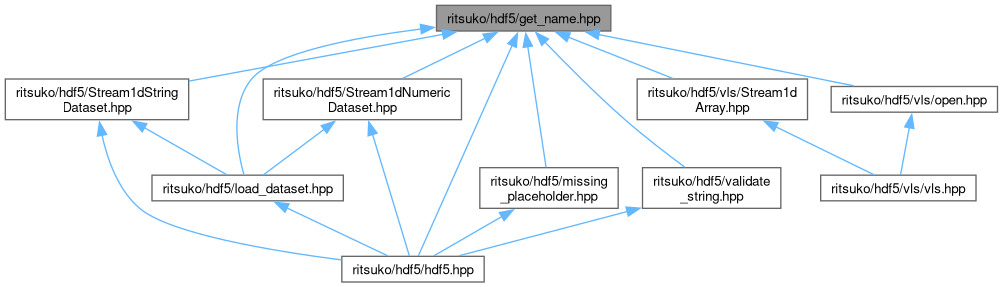 ritsuko/hdf5/get_name.hpp
ritsuko/hdf5/Stream1dString
Dataset.hpp
ritsuko/hdf5/Stream1dNumeric
Dataset.hpp
ritsuko/hdf5/vls/Stream1d
Array.hpp
ritsuko/hdf5/vls/open.hpp
ritsuko/hdf5/load_dataset.hpp
ritsuko/hdf5/missing
_placeholder.hpp
ritsuko/hdf5/validate
_string.hpp
ritsuko/hdf5/vls/vls.hpp
ritsuko/hdf5/hdf5.hpp